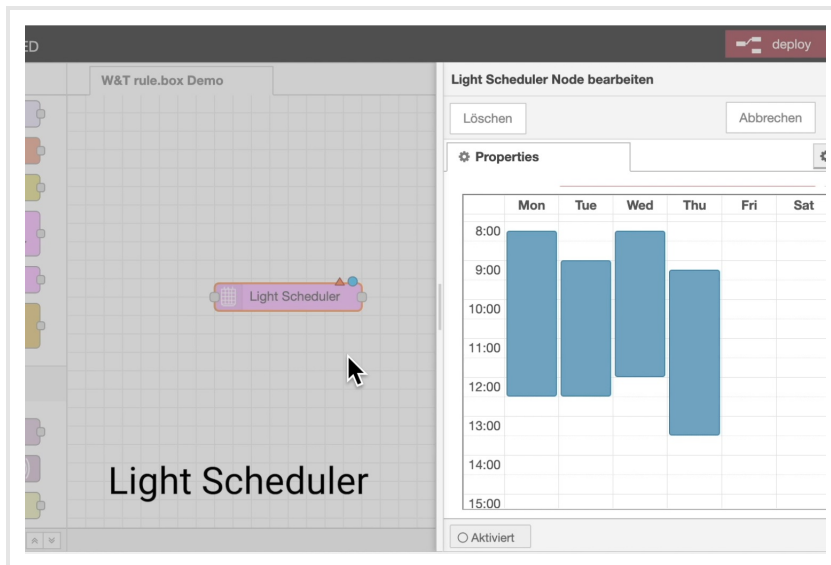 ED
deploy
W&T rule.box Demo
Light Scheduler Node bearbeiten
Löschen
Abbrechen
Properties
Mon Tue Wed Thu Fri Sat
8:00
9:00
10:00
11:00
12:00
13:00
14:00
15:00
Light Scheduler
Light Scheduler
Aktiviert